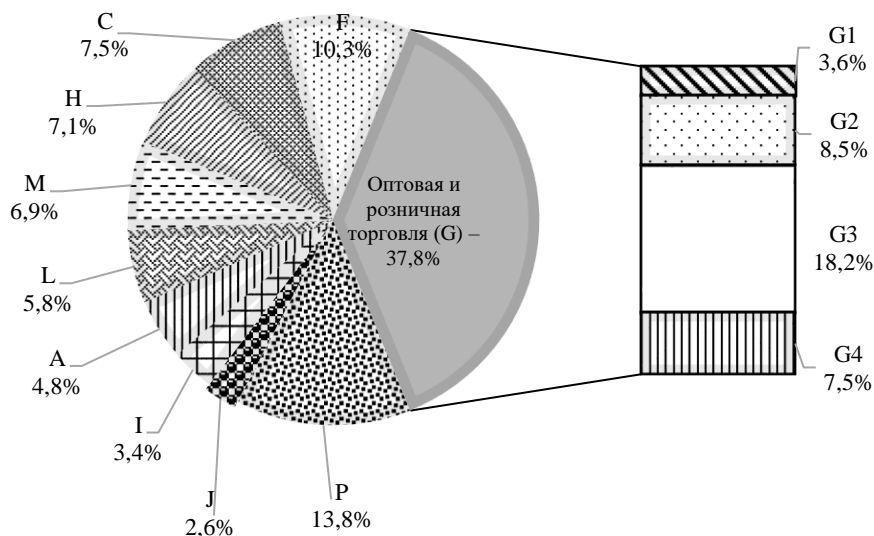 F
10,3%
C
7,5%
H
7,1%
M
6,9%
L
5,8%
A
4,8%
I
3,4%
J
2,6%
P
13,8%
Оптовая и
розничная
торговля (G) –
37,8%
G1
3,6%
G2
8,5%
G3
18,2%
G4
7,5%